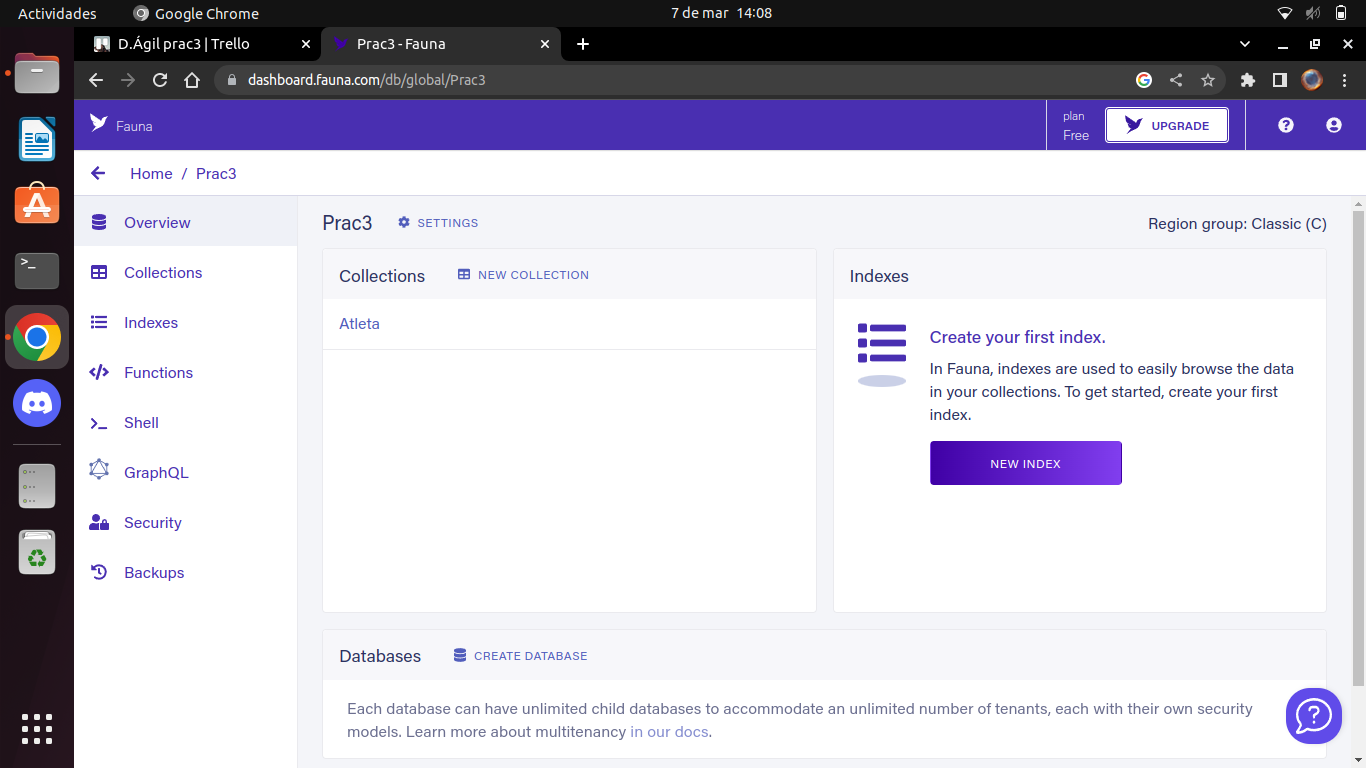 Actividades
Google Chrome
7 de mar 14:08
D.Ágil prac3 | Trello
Prac3 - Fauna
dashboard.fauna.com/db/global/Prac3
Fauna
plan
Free
UPGRADE
Home / Prac3
Overview
Collections
Indexes
Functions
Shell
GraphQL
Security
Backups
Prac3
SETTINGS
Region group: Classic (C)
Collections
NEW COLLECTION
Atleta
Indexes
Create your first index.
In Fauna, indexes are used to easily browse the data
in your collections. To get started, create your first
index.
NEW INDEX
Databases
CREATE DATABASE
Each database can have unlimited child databases to accommodate an unlimited number of tenants, each with their own security
models. Learn more about multitenancy in our docs.